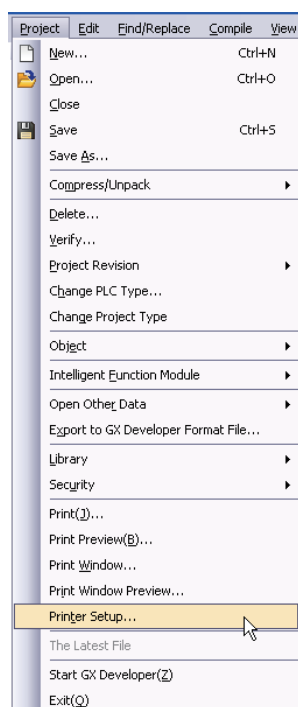 Project Edit Find/Replace Compile View
New... Ctrl+N
Open... Ctrl+O
Close
Save Ctrl+S
Save As...
Compress/Unpack
Delete...
Verify...
Project Revision
Change PLC Type...
Change Project Type
Object
Intelligent Function Module
Open Other Data
Export to GX Developer Format File...
Library
Security
Print(J)...
Print Preview(B)...
Print Window...
Print Window Preview...
Printer Setup...
The Latest File
Start GX Developer(Z)
Exit(Q)